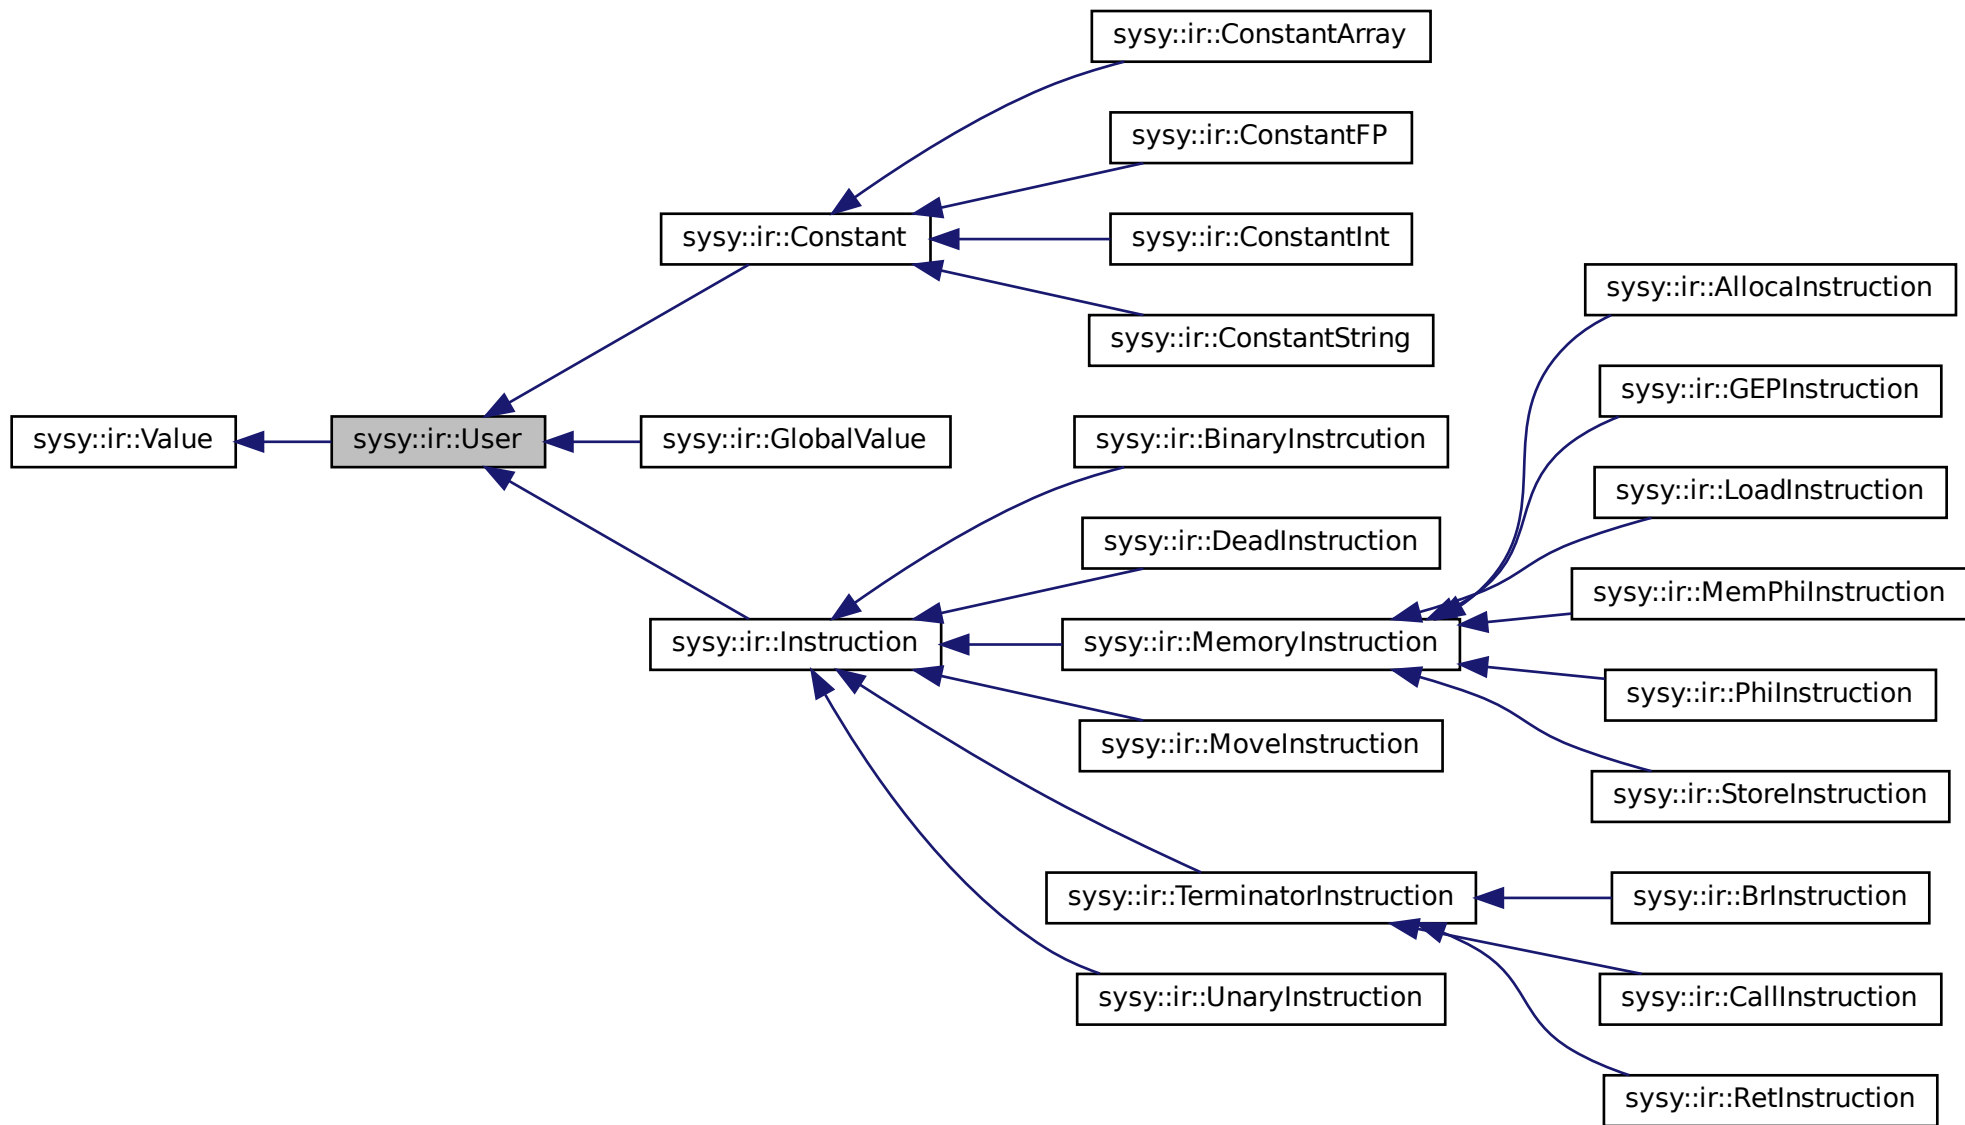 sysy::ir::ConstantArray
sysy::ir::ConstantFP
sysy::ir::Constant
sysy::ir::ConstantInt
sysy::ir::ConstantString
sysy::ir::AllocaInstruction
sysy::ir::GEPInstruction
sysy::ir::Value
sysy::ir::User
sysy::ir::GlobalValue
sysy::ir::BinaryInstrcution
sysy::ir::LoadInstruction
sysy::ir::DeadInstruction
sysy::ir::MemPhiInstruction
sysy::ir::Instruction
sysy::ir::MemoryInstruction
sysy::ir::PhiInstruction
sysy::ir::MoveInstruction
sysy::ir::StoreInstruction
sysy::ir::TerminatorInstruction
sysy::ir::BrInstruction
sysy::ir::UnaryInstruction
sysy::ir::CallInstruction
sysy::ir::RetInstruction